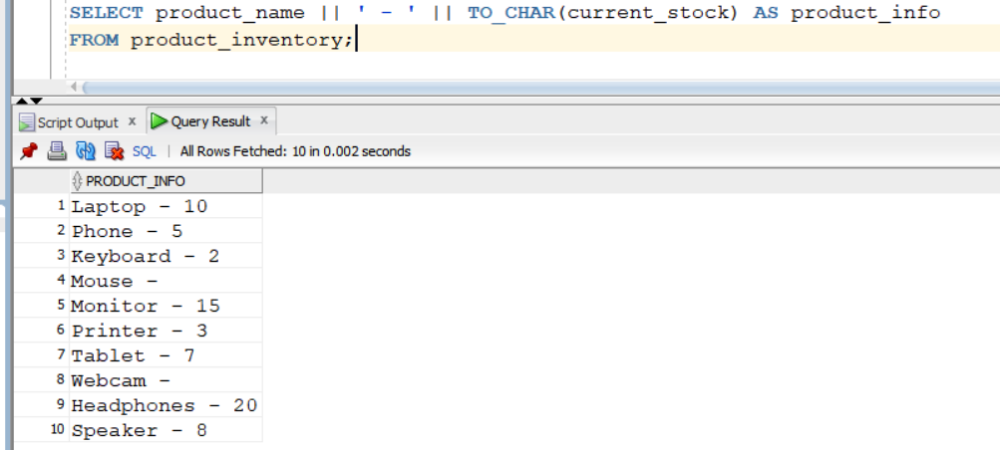 SELECT product_name || ' - ' || TO_CHAR(current_stock) AS product_info
FROM product_inventory;
Script Output x Query Result x
SQL | All Rows Fetched: 10 in 0.002 seconds
PRODUCT_INFO
1 Laptop - 10
2 Phone - 5
3 Keyboard - 2
4 Mouse -
5 Monitor - 15
6 Printer - 3
7 Tablet - 7
8 Webcam -
9 Headphones - 20
10 Speaker - 8